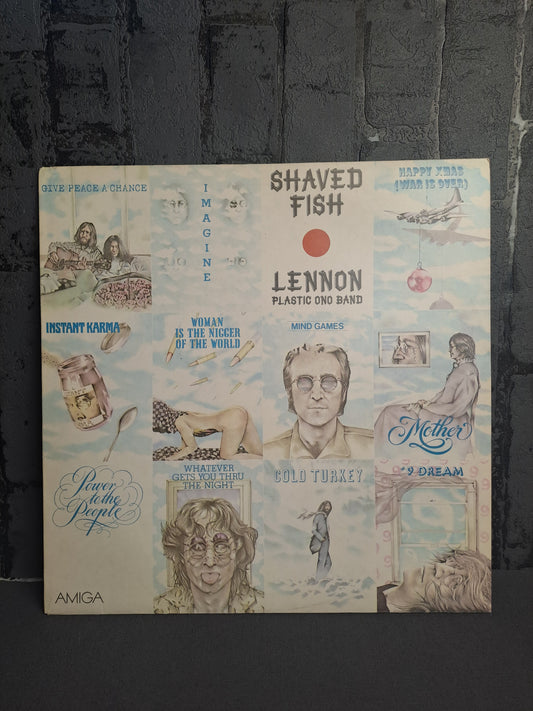 GIVE PEACE A CHANCE
IMAGINE
SHAVED
FISH
LENNON
PLASTIC ONO BAND
HAPPY XMAS
(WAR IS OVER)
INSTANT KARMA
WOMAN
IS THE NIGGER
OF THE WORLD
MIND GAMES
Mother
Power
to the
People
WHATEVER
GETS YOU THRU
THE NIGHT
COLD TURKEY
#9 DREAM
AMIGA